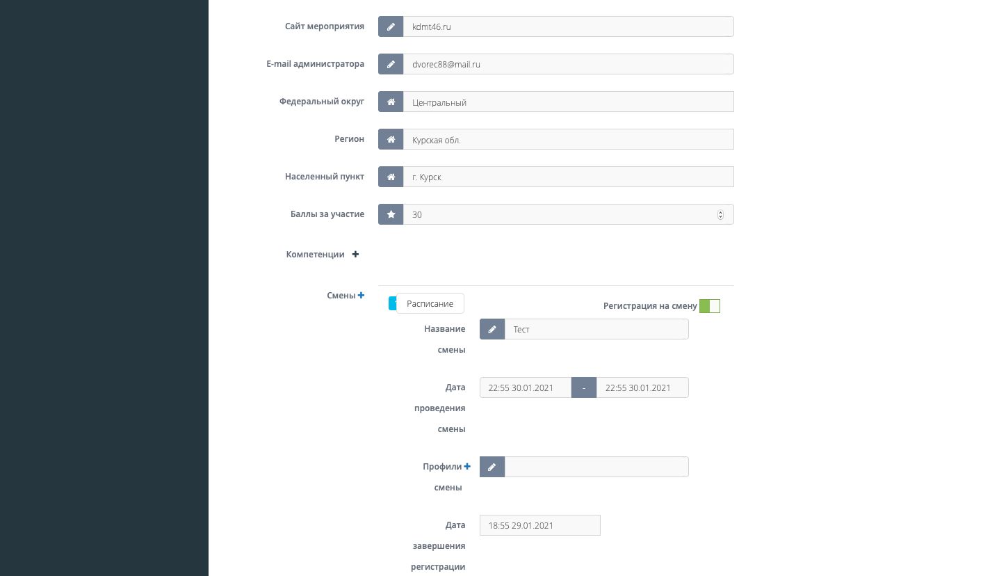 Сайт мероприятия kdmt46.ru
E-mail администратора dvorec88@mail.ru
Федеральный округ Центральный
Регион Курская обл.
Населенный пункт г. Курск
Баллы за участие 30
Компетенции
Смены
Расписание
Регистрация на смену
Название Тест
смены
Дата 22:55 30.01.2021 - 22:55 30.01.2021
проведения
смены
Профили
смены
Дата 18:55 29.01.2021
завершения
регистрации